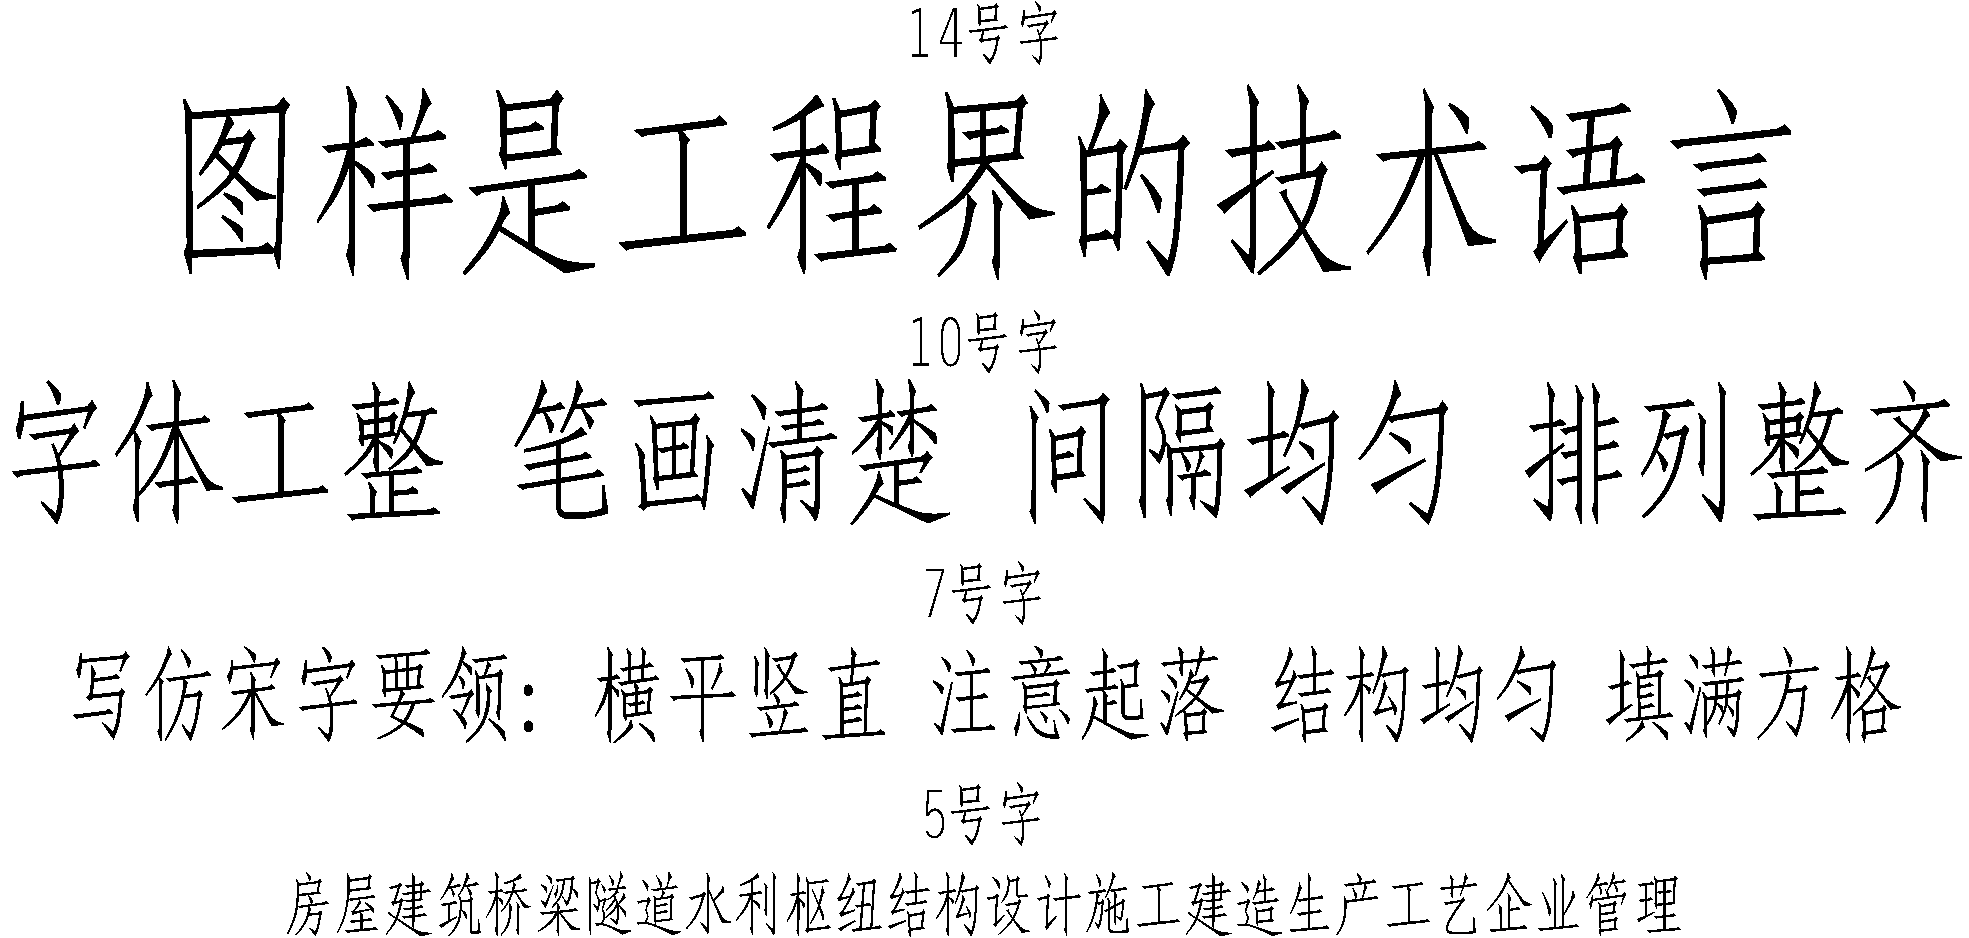 14号字
图样是工程界的技术语言
10号字
字体工整 笔画清楚 间隔均匀 排列整齐
7号字
写仿宋字要领：横平竖直 注意起落 结构均匀 填满方格
5号字
房屋建筑桥梁隧道水利枢纽结构设计施工建造生产工艺企业管理